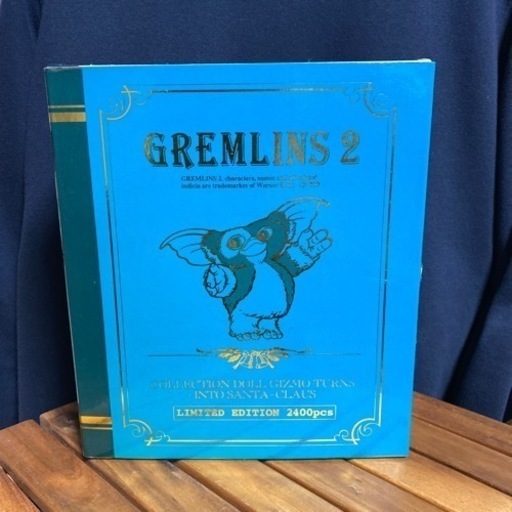 GREMLINS 2
GREMLINS 2, characters, names
indicia are trademarks of Warner
COLLECTION DOLL GIZMO TURNS
INTO SANTA-CLAUS
LIMITED EDITION 2400pcs